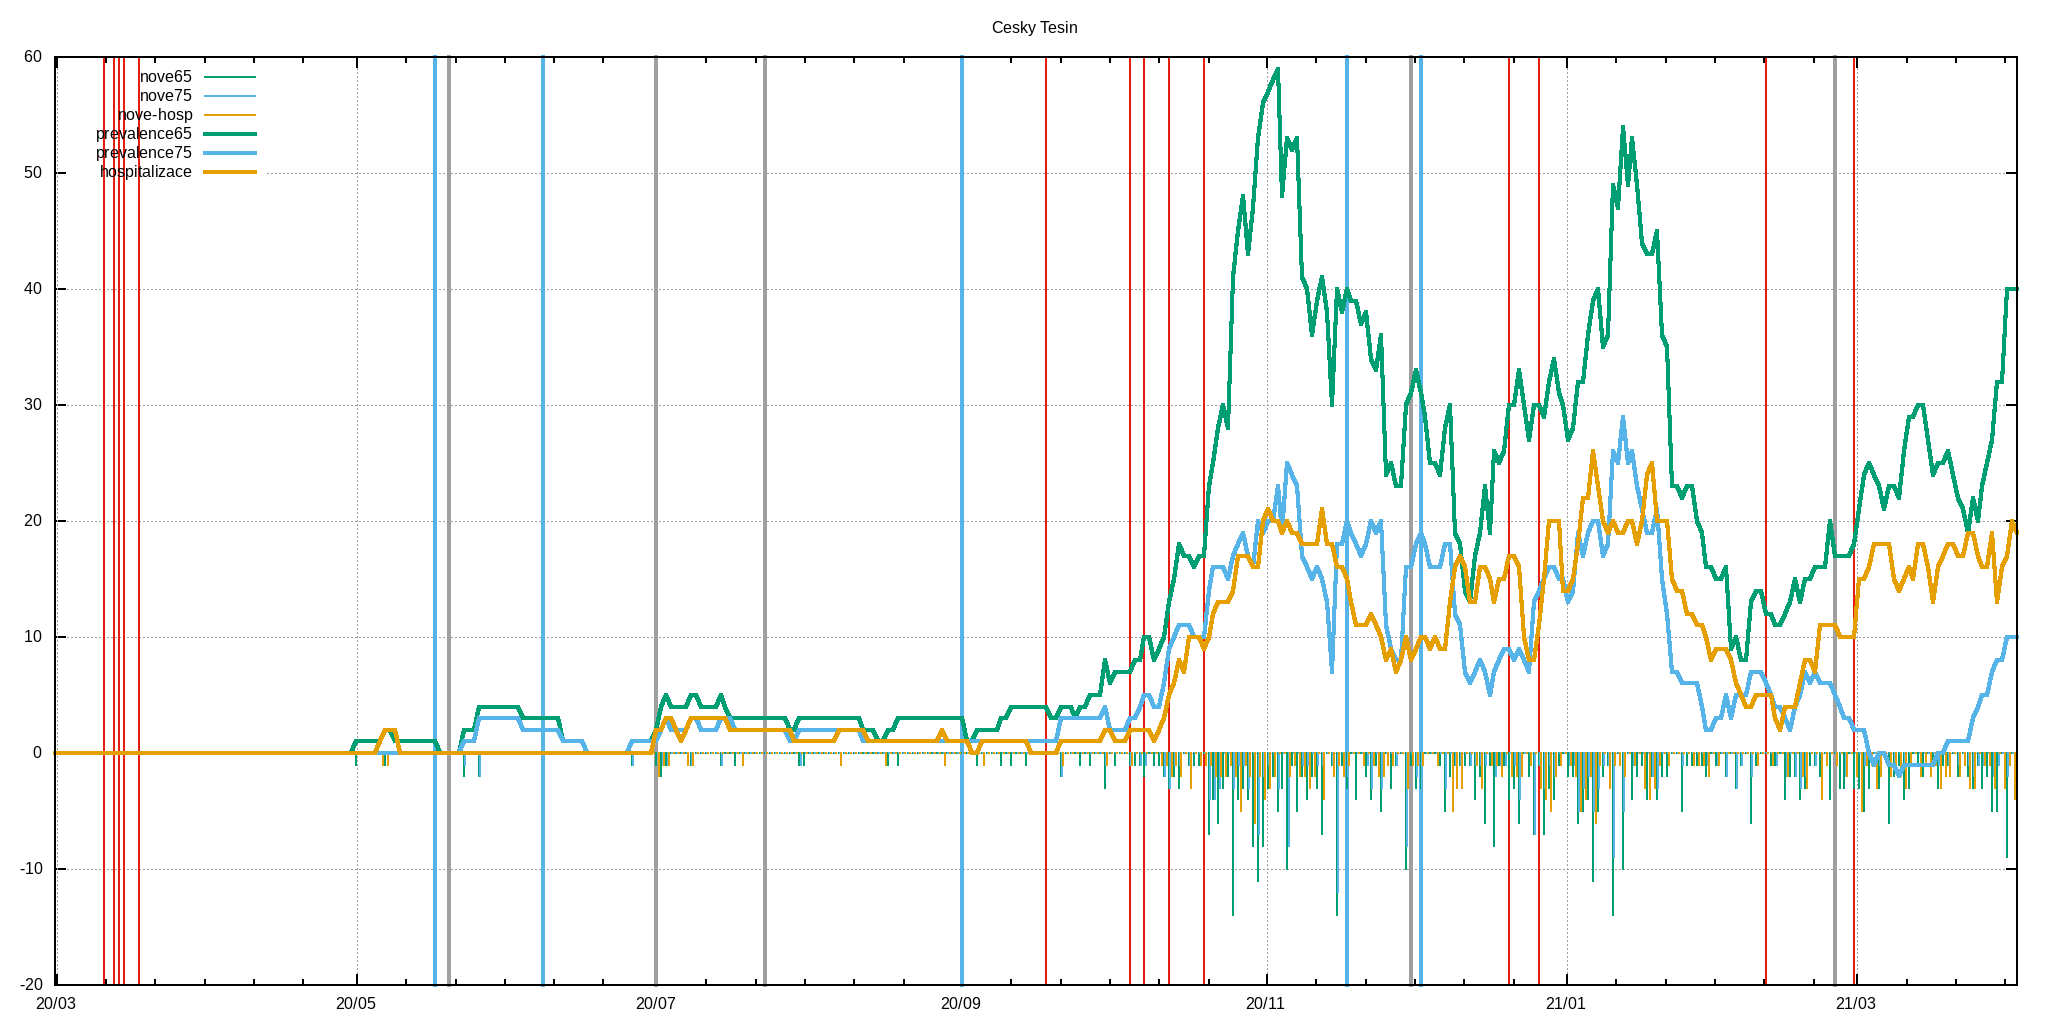 Cesky Tesin
60
nove65
nove75
nove-hosp
prevalence65
prevalence75
hospitalizace
50
40
30
20
10
0
-10
-20
20/03 20/05 20/07 20/09 20/11 21/01 21/03